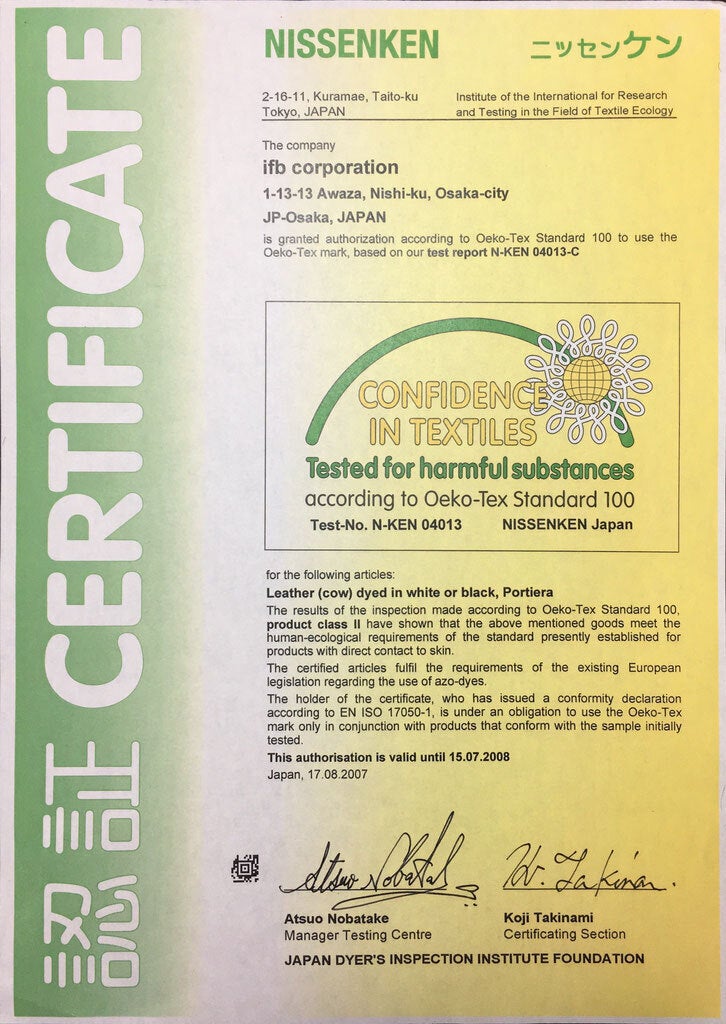 CERTIFICATE
認証
NISSENKEN
ニッセンケン
2-16-11, Kuramae, Taito-ku
Tokyo, JAPAN
Institute of the International for Research
and Testing in the Field of Textile Ecology
The company
ifb corporation
1-13-13 Awaza, Nishi-ku, Osaka-city
JP-Osaka, JAPAN
is granted authorization according to Oeko-Tex Standard 100 to use the
Oeko-Tex mark, based on our test report N-KEN 04013-C
CONFIDENCE
IN TEXTILES
Tested for harmful substances
according to Oeko-Tex Standard 100
Test-No. N-KEN 04013 NISSENKEN Japan
for the following articles:
Leather (cow) dyed in white or black, Portiera
The results of the inspection made according to Oeko-Tex Standard 100,
product class II have shown that the above mentioned goods meet the
human-ecological requirements of the standard presently established for
products with direct contact to skin.
The certified articles fulfil the requirements of the existing European
legislation regarding the use of azo-dyes.
The holder of the certificate, who has issued a conformity declaration
according to EN ISO 17050-1, is under an obligation to use the Oeko-Tex
mark only in conjunction with products that conform with the sample initially
tested.
This authorisation is valid until 15.07.2008
Japan, 17.08.2007
Atsuo Nobatake
Manager Testing Centre
Koji Takinami
Certificating Section
JAPAN DYER'S INSPECTION INSTITUTE FOUNDATION